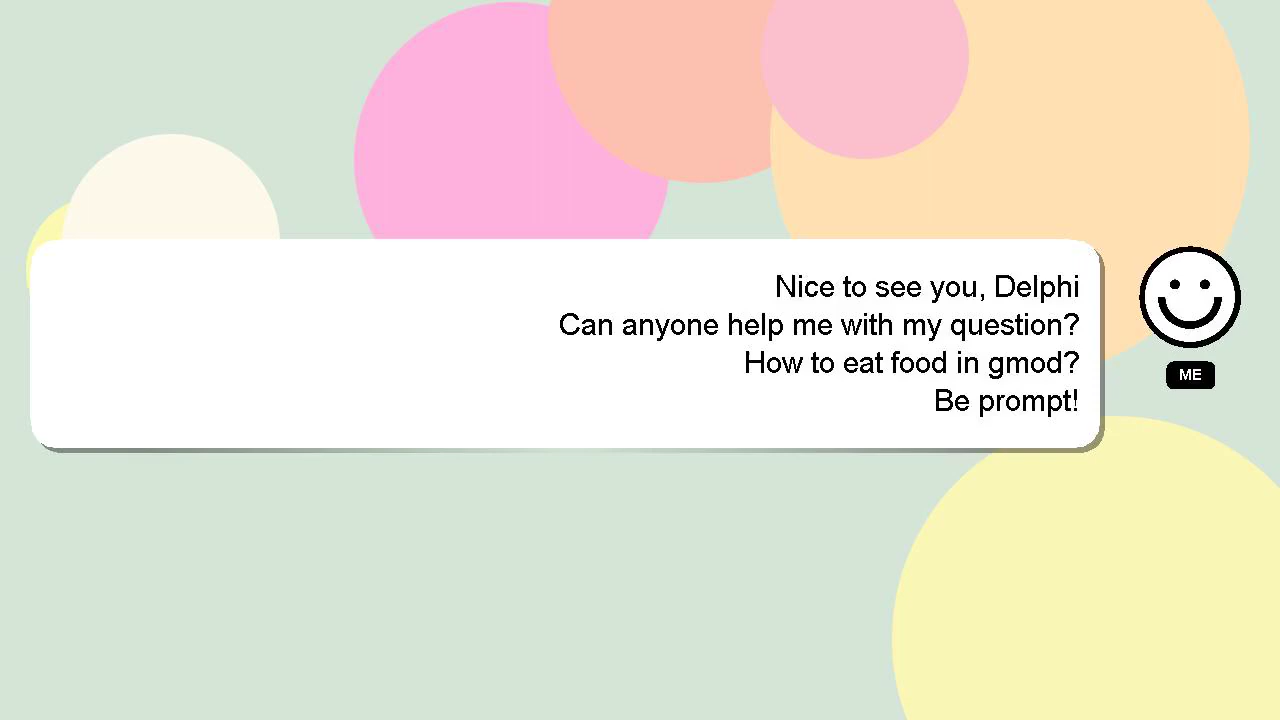 Nice to see you, Delphi
Can anyone help me with my question?
How to eat food in gmod?
Be prompt!
ME